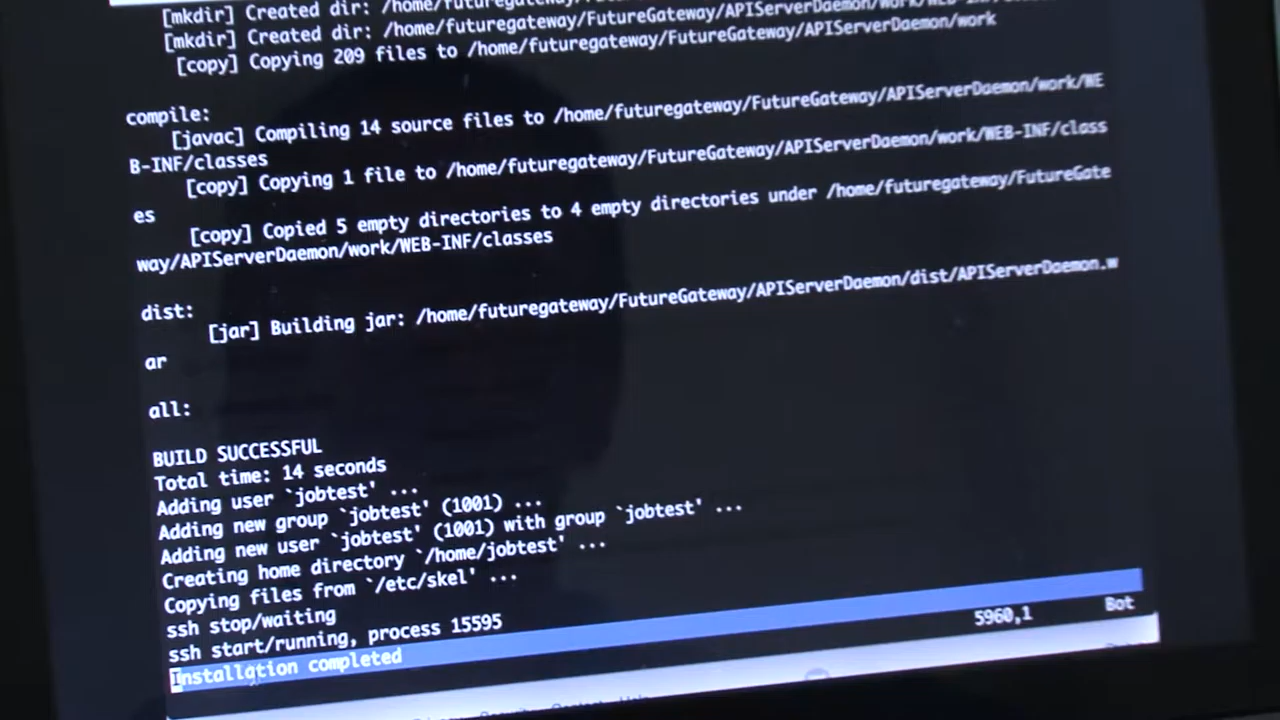 [mkdir] Created dir:
[mkdir] Created dir: /home/futuregateway/FutureGateway/APIServerDaemon/work/WEB-INF/
[copy] Copying 209 files to /home/futuregateway/FutureGateway/APIServerDaemon/work
compile:
[javac] Compiling 14 source files to /home/futuregateway/FutureGateway/APIServerDaemon/work/WE
B-INF/classes
[copy] Copying 1 file to /home/futuregateway/FutureGateway/APIServerDaemon/work/WEB-INF/class
es
[copy] Copied 5 empty directories to 4 empty directories under /home/futuregateway/FutureGate
way/APIServerDaemon/work/WEB-INF/classes
dist:
[jar] Building jar: /home/futuregateway/FutureGateway/APIServerDaemon/dist/APIServerDaemon.w
ar
all:
BUILD SUCCESSFUL
Total time: 14 seconds
Adding user `jobtest' ...
Adding new group `jobtest' (1001) ...
Adding new user `jobtest' (1001) with group `jobtest' ...
Creating home directory `/home/jobtest' ...
Copying files from `/etc/skel' ...
ssh stop/waiting
ssh start/running, process 15595
Installation completed
5960,1 Bot